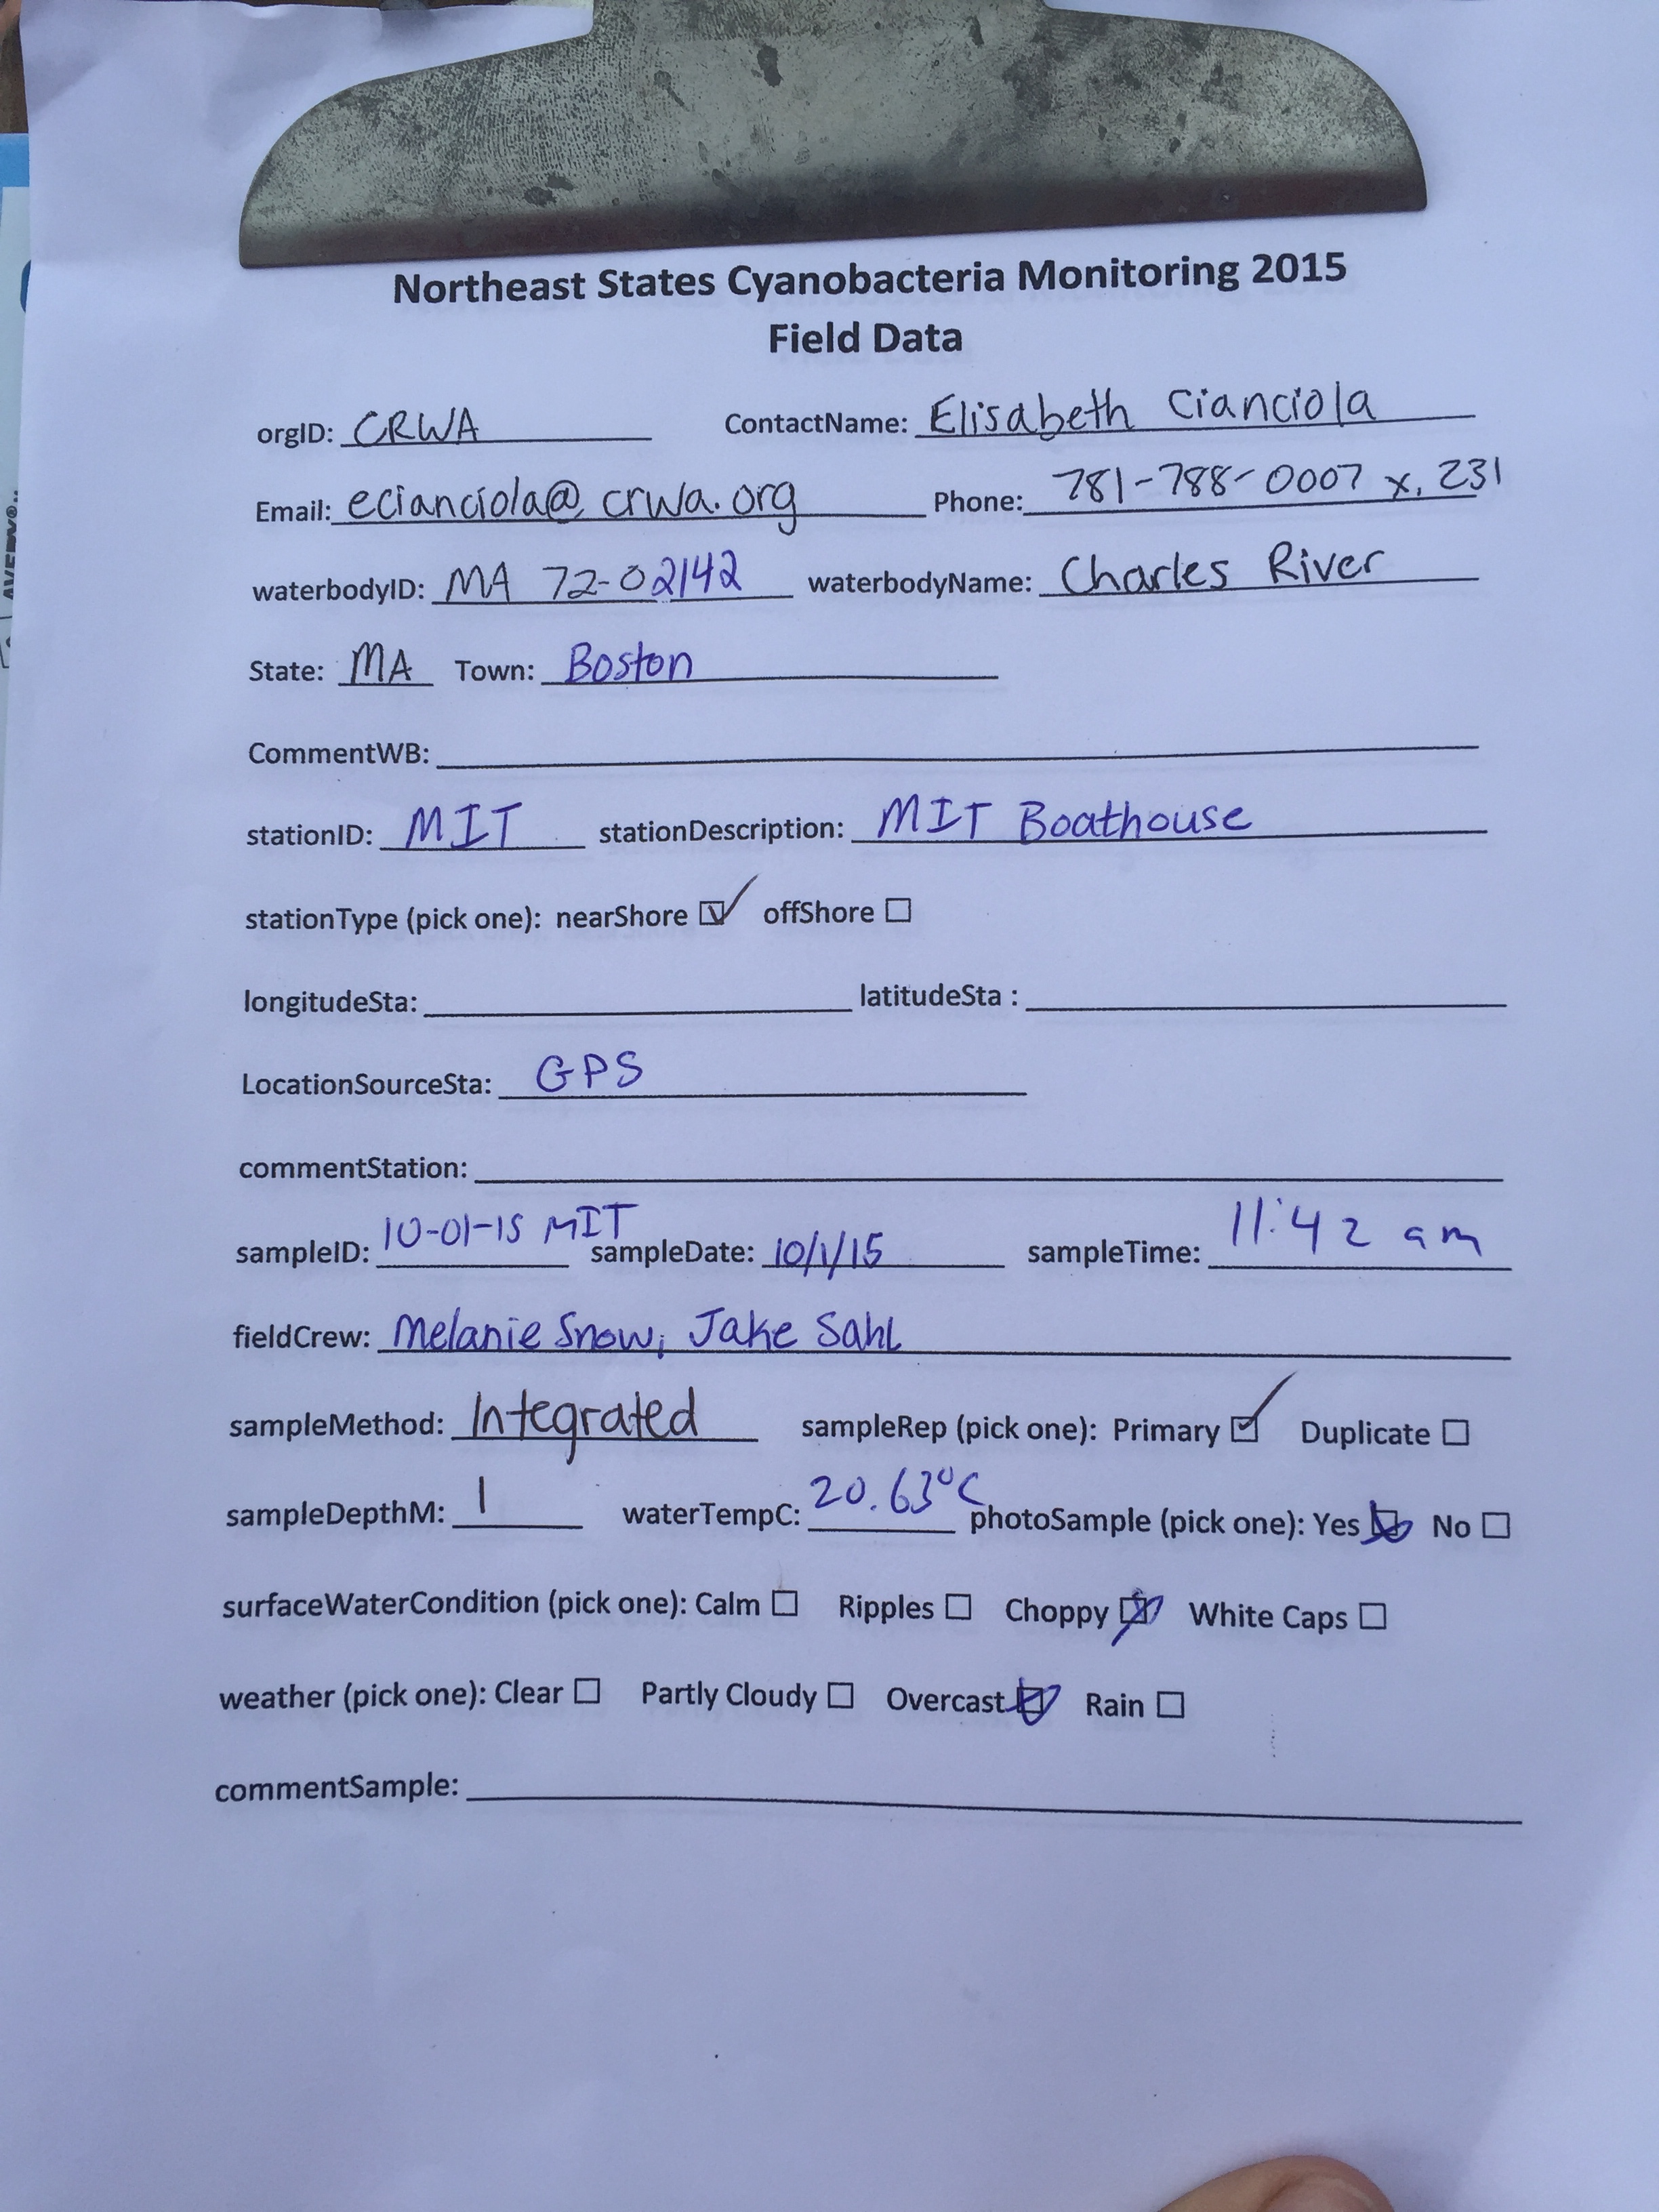 Northeast States Cyanobacteria Monitoring 2015
Field Data
orgID: CRWA ContactName: Elisabeth Cianciola
Email: ecianciola@crwa.org Phone: 781-788-0007 x. 231
waterbodyID: MA 72-02142 waterbodyName: Charles River
State: MA Town: Boston
CommentWB:
stationID: MIT stationDescription: MIT Boathouse
stationType (pick one): nearShore ☑ offShore ☐
longitudeSta: latitudeSta :
LocationSourceSta: GPS
commentStation:
sampleID: 10-01-15 MIT sampleDate: 10/1/15 sampleTime: 11:42 am
fieldCrew: Melanie Snow, Jake Sahl
sampleMethod: Integrated sampleRep (pick one): Primary ☑ Duplicate ☐
sampleDepthM: 1 waterTempC: 20.63°C photoSample (pick one): Yes ☑ No ☐
surfaceWaterCondition (pick one): Calm ☐ Ripples ☐ Choppy ☑ White Caps ☐
weather (pick one): Clear ☐ Partly Cloudy ☐ Overcast ☑ Rain ☐
commentSample:
AVERY®